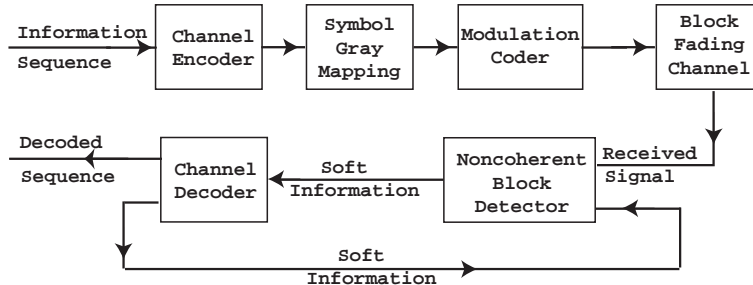 Information
Sequence
Channel
Encoder
Symbol
Gray
Mapping
Modulation
Coder
Block
Fading
Channel
Decoded
Sequence
Channel
Decoder
Soft
Information
Noncoherent
Block
Detector
Received
Signal
Soft
Information